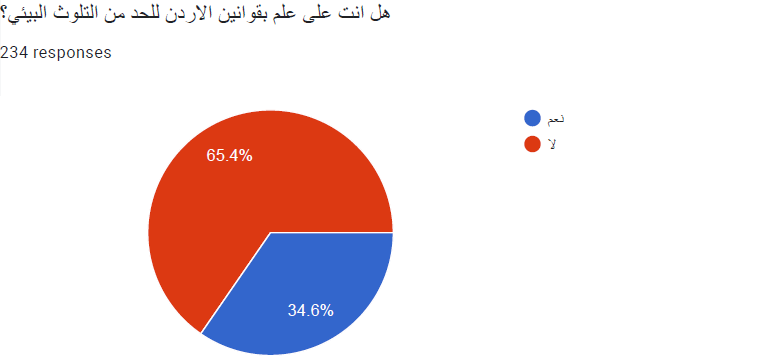 هل انت على علم بقوانين الاردن للحد من التلوث البيئي؟
234 responses
نعم
لا
65.4%
34.6%